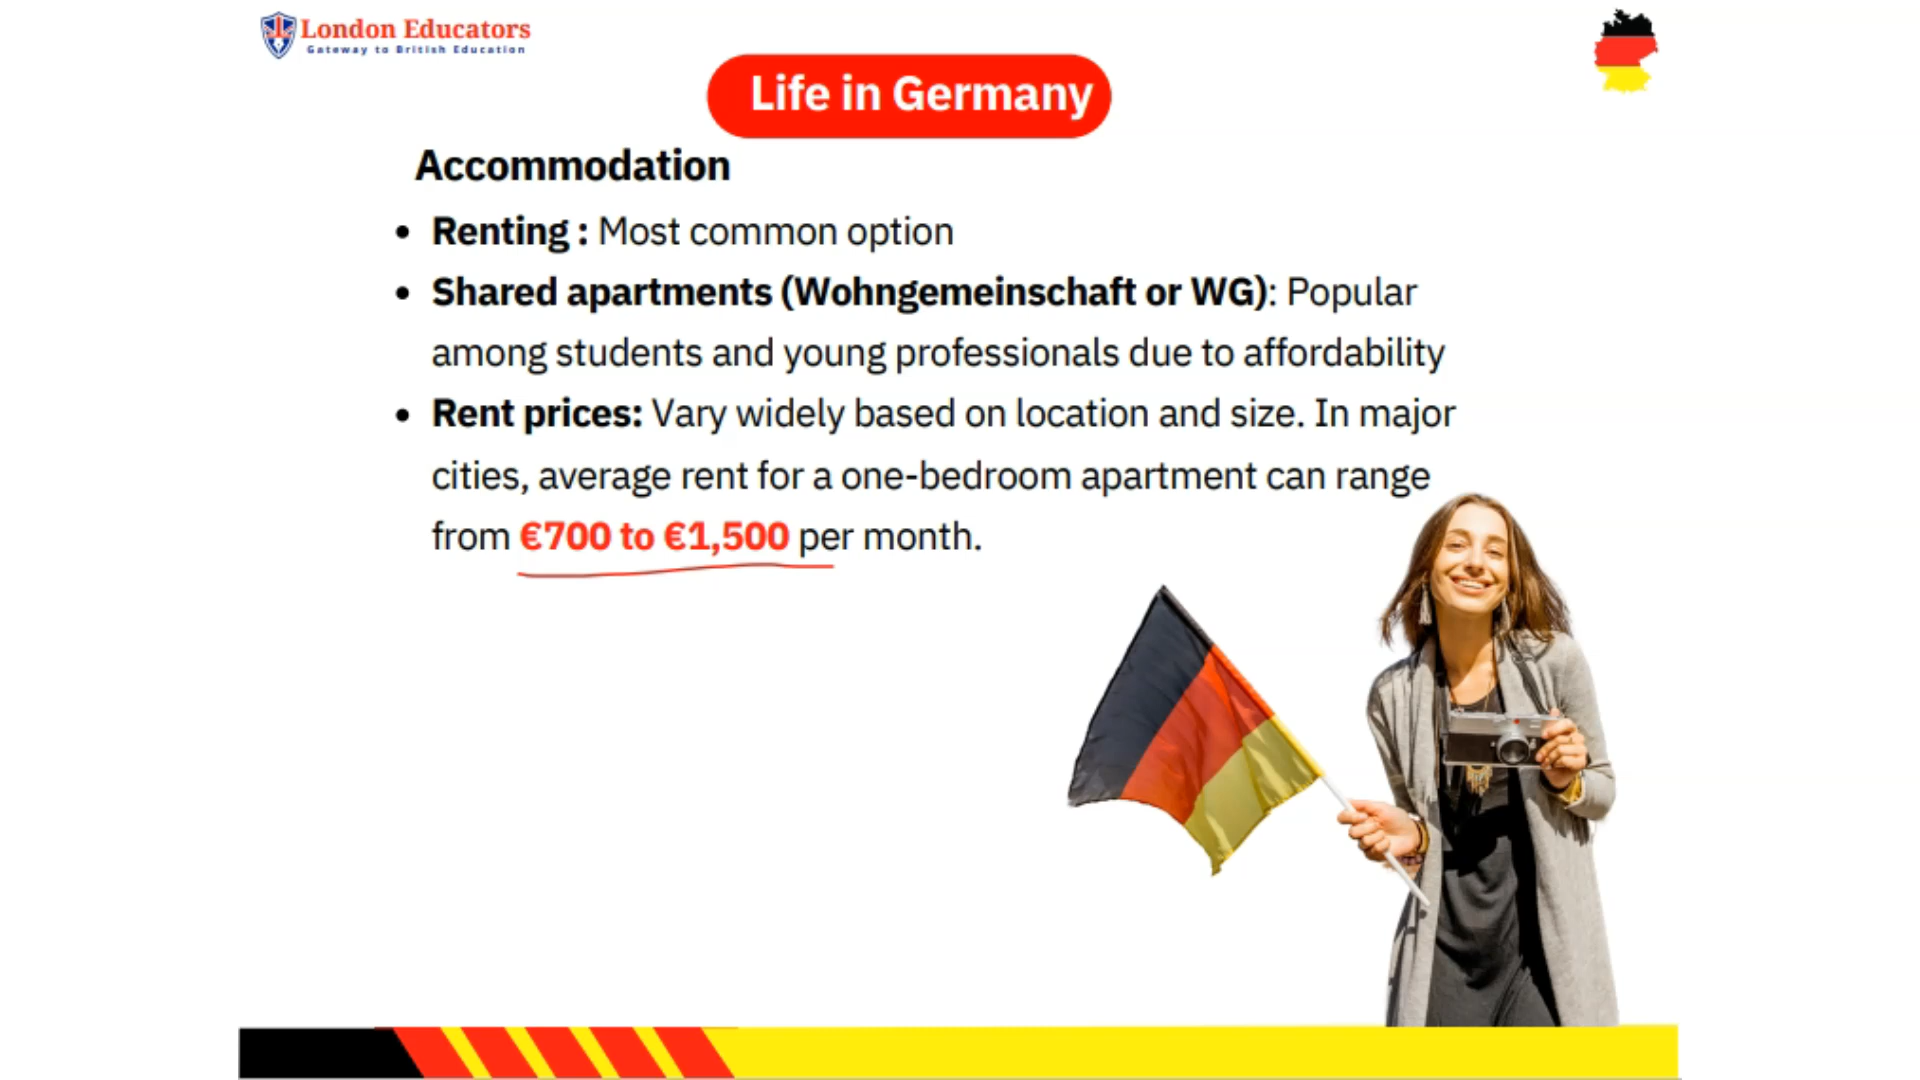 London Educators
Gateway to British Education
Life in Germany
Accommodation
• Renting : Most common option
• Shared apartments (Wohngemeinschaft or WG): Popular
among students and young professionals due to affordability
• Rent prices: Vary widely based on location and size. In major
cities, average rent for a one-bedroom apartment can range
from €700 to €1,500 per month.